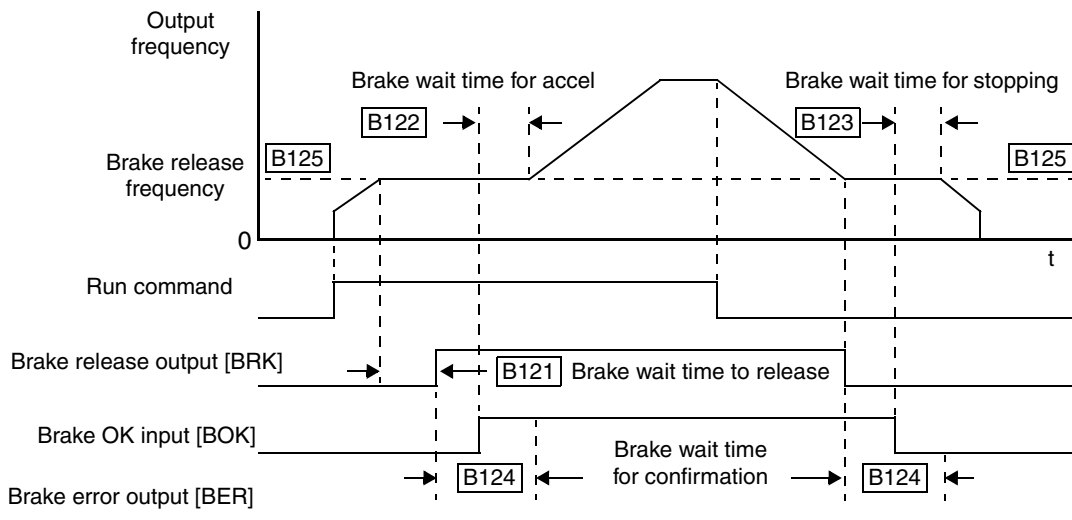 Output
frequency
Brake wait time for accel
Brake wait time for stopping
B122
B123
B125
B125
Brake release
frequency
0
t
Run command
Brake release output [BRK]
B121 Brake wait time to release
Brake OK input [BOK]
Brake wait time
for confirmation
B124
B124
Brake error output [BER]